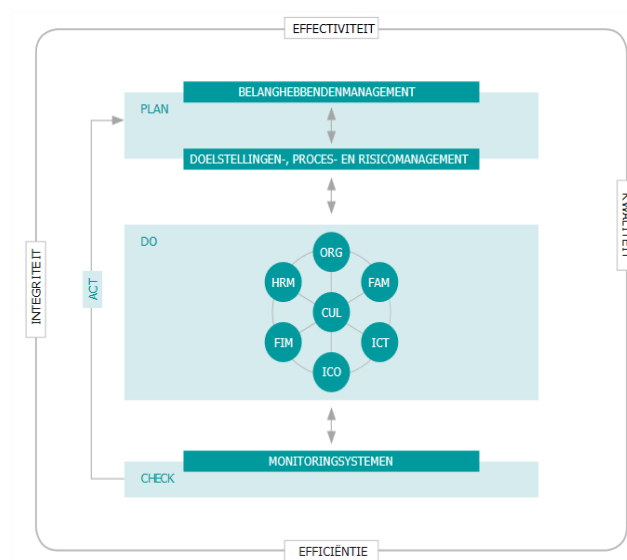 EFFECTIVITEIT
BELANGHEBBENDENMANAGEMENT
PLAN
DOELSTELLINGEN-, PROCES- EN RISICOMANAGEMENT
DO
ORG
HRM
FAM
CUL
FIM
ICT
ICO
INTEGRITEIT
ACT
KWALITEIT
MONITORINGSYSTEMEN
CHECK
EFFICIËNTIE